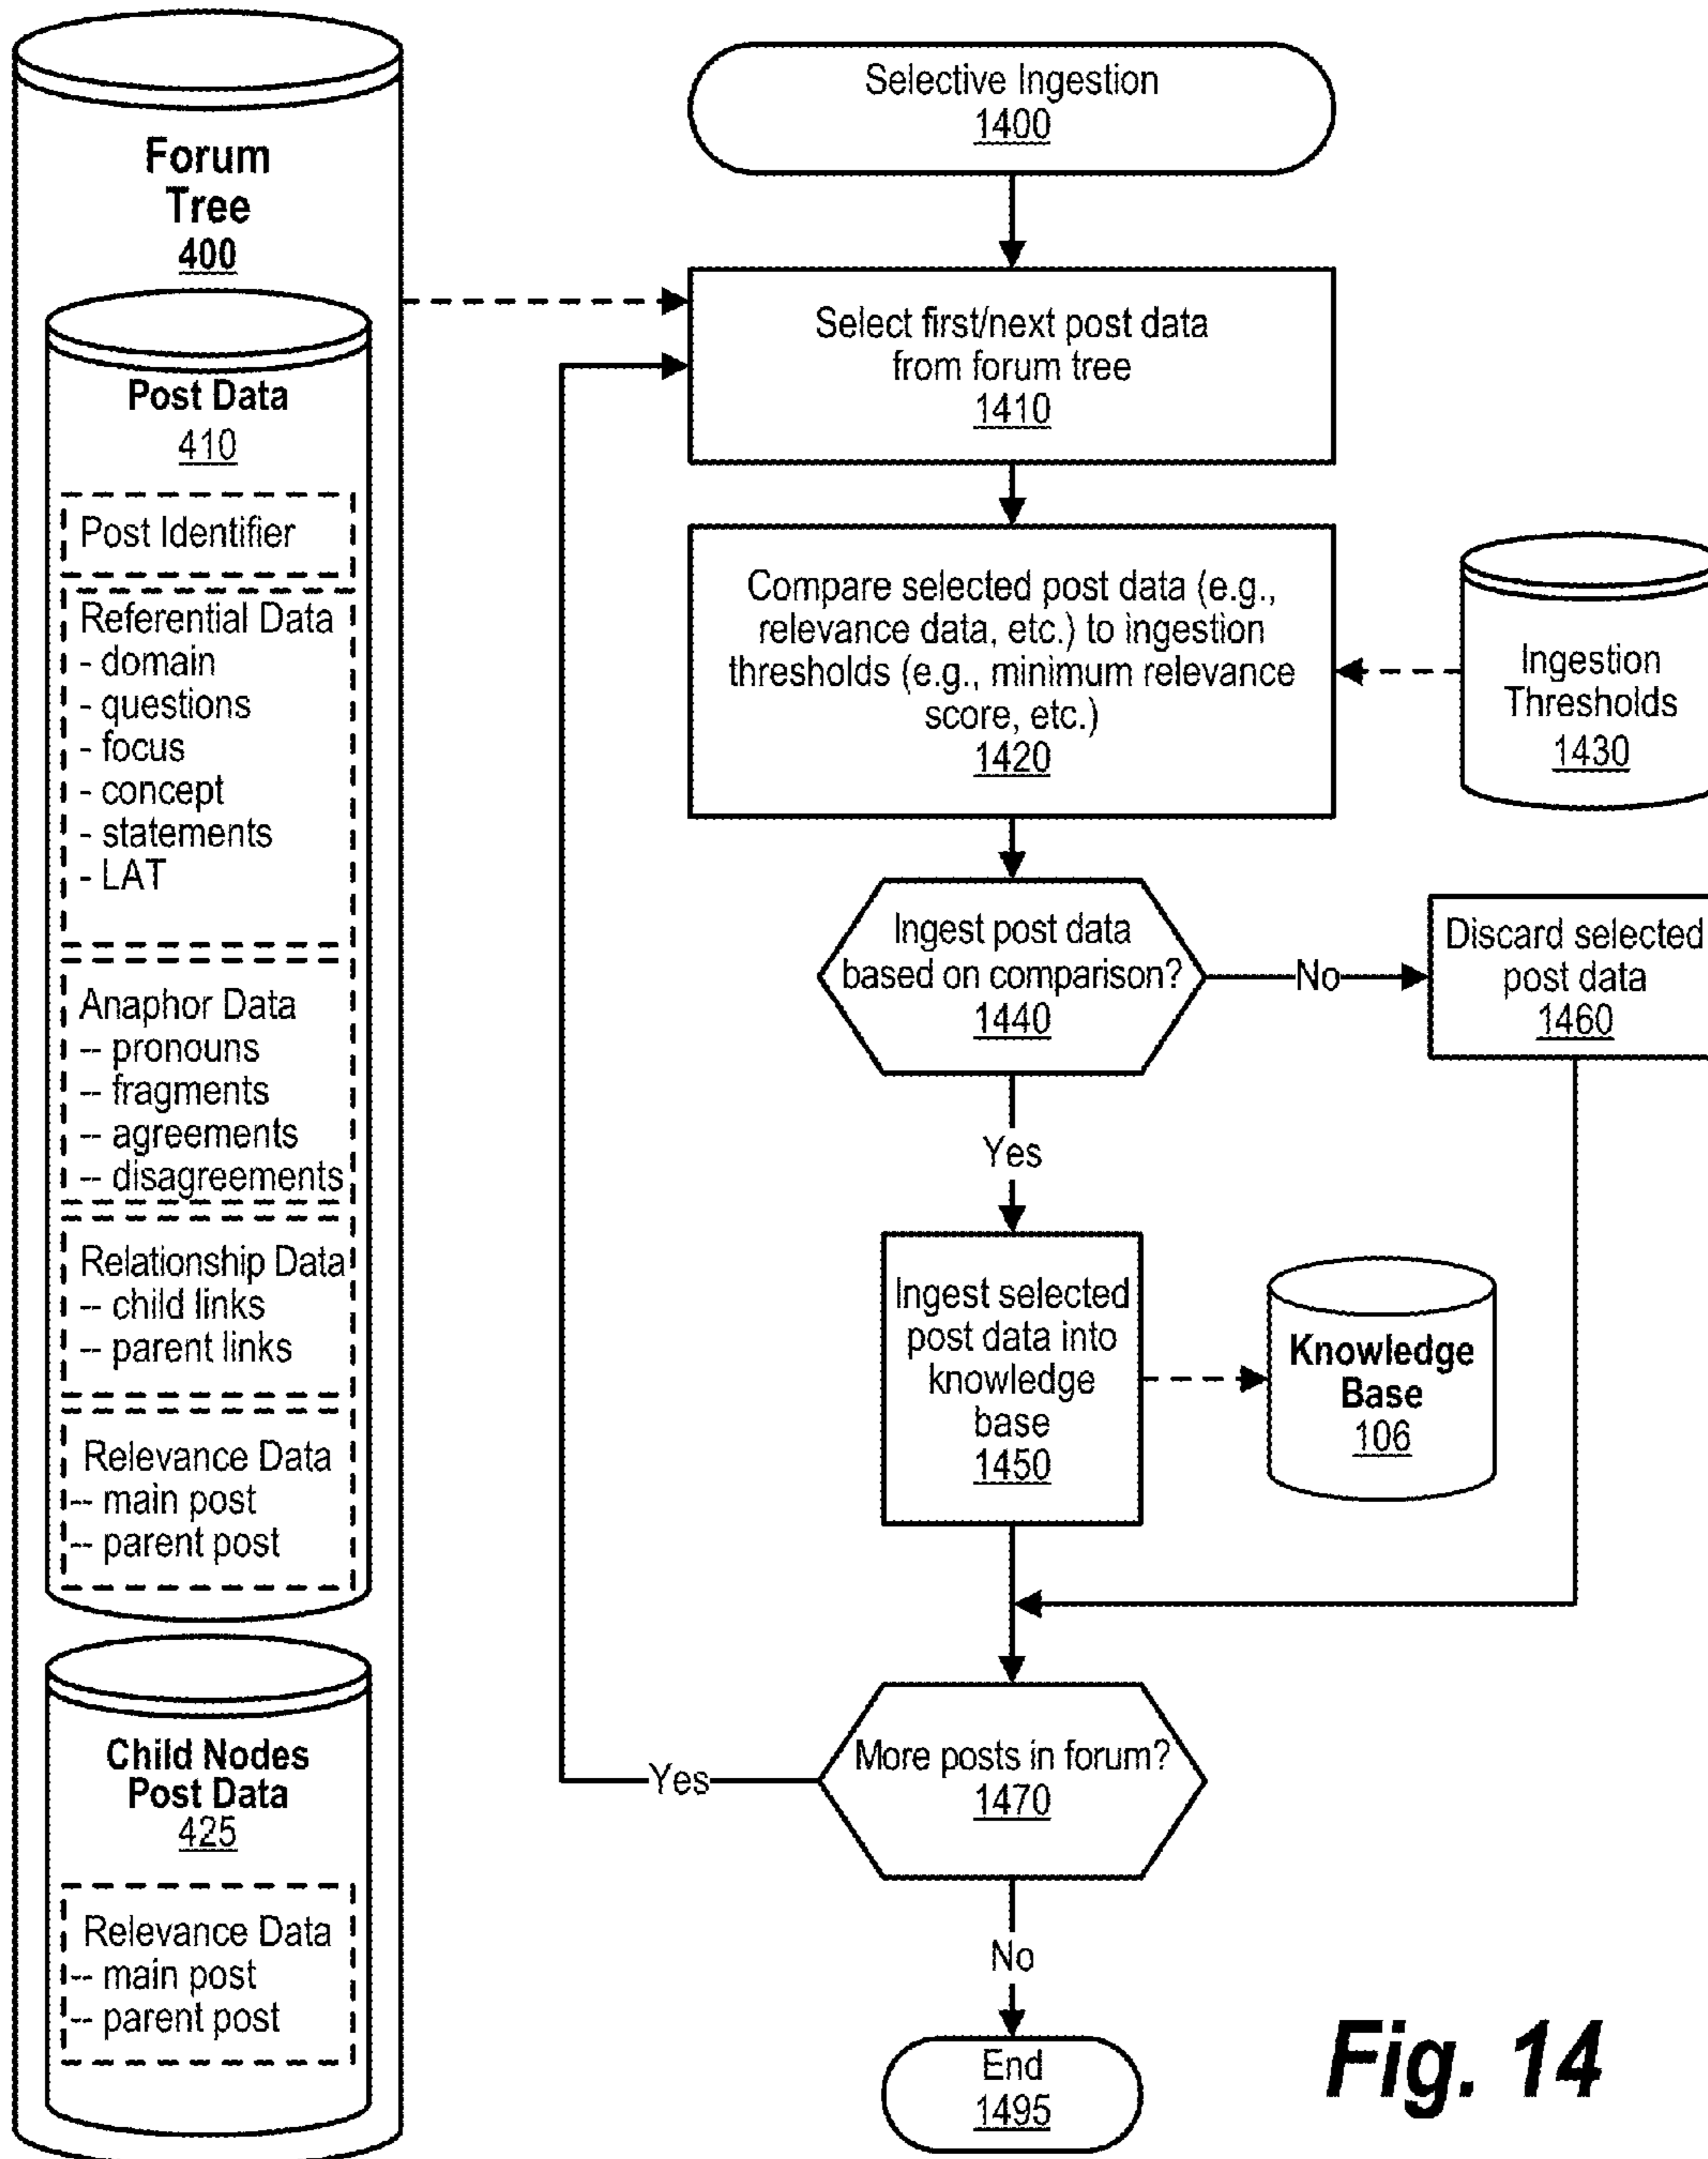 Forum
Tree
400
Post Data
410
Post Identifier
Referential Data
- domain
- questions
- focus
- concept
- statements
- LAT
Anaphor Data
-- pronouns
-- fragments
-- agreements
-- disagreements
Relationship Data
-- child links
-- parent links
Relevance Data
-- main post
-- parent post
Child Nodes
Post Data
425
Relevance Data
-- main post
-- parent post
Selective Ingestion
1400
Select first/next post data
from forum tree
1410
Compare selected post data (e.g.,
relevance data, etc.) to ingestion
thresholds (e.g., minimum relevance
score, etc.)
1420
Ingestion
Thresholds
1430
Ingest post data
based on comparison?
1440
No
Discard selected
post data
1460
Yes
Ingest selected
post data into
knowledge
base
1450
Knowledge
Base
106
More posts in forum?
1470
Yes
No
End
1495
Fig. 14